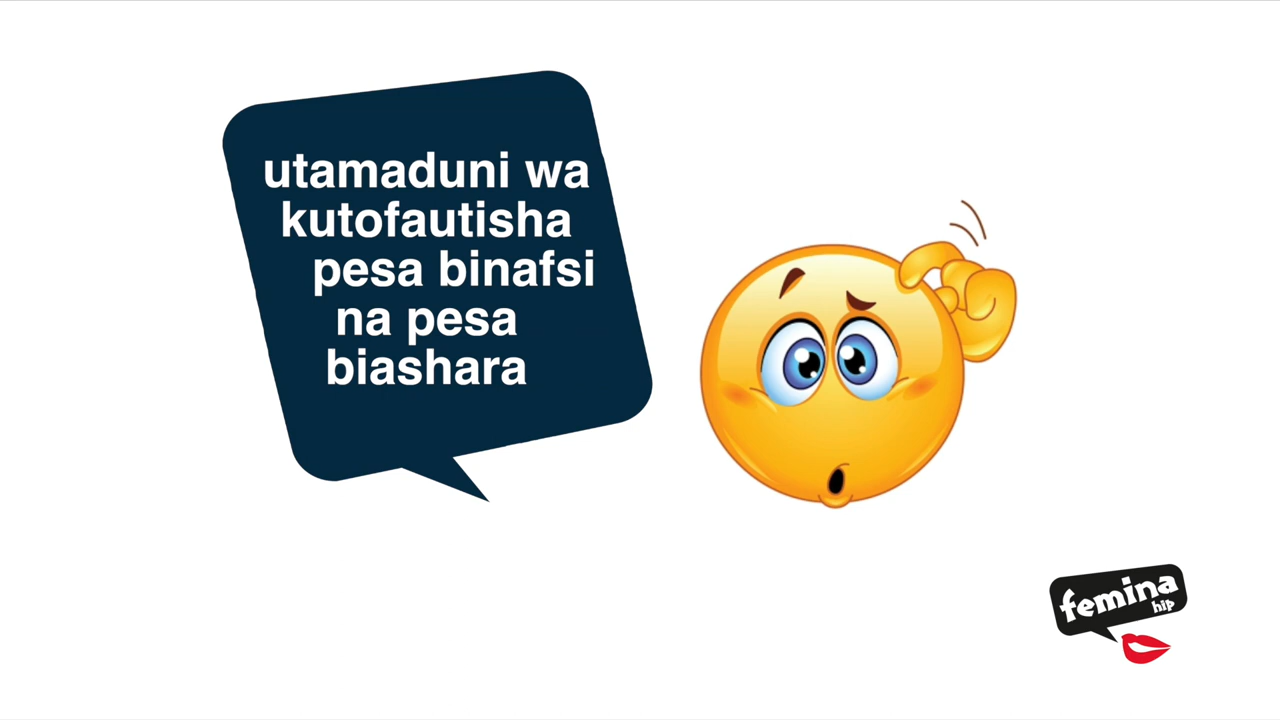 utamaduni wa
kutofautisha
pesa binafsi
na pesa
biashara
femina
hip